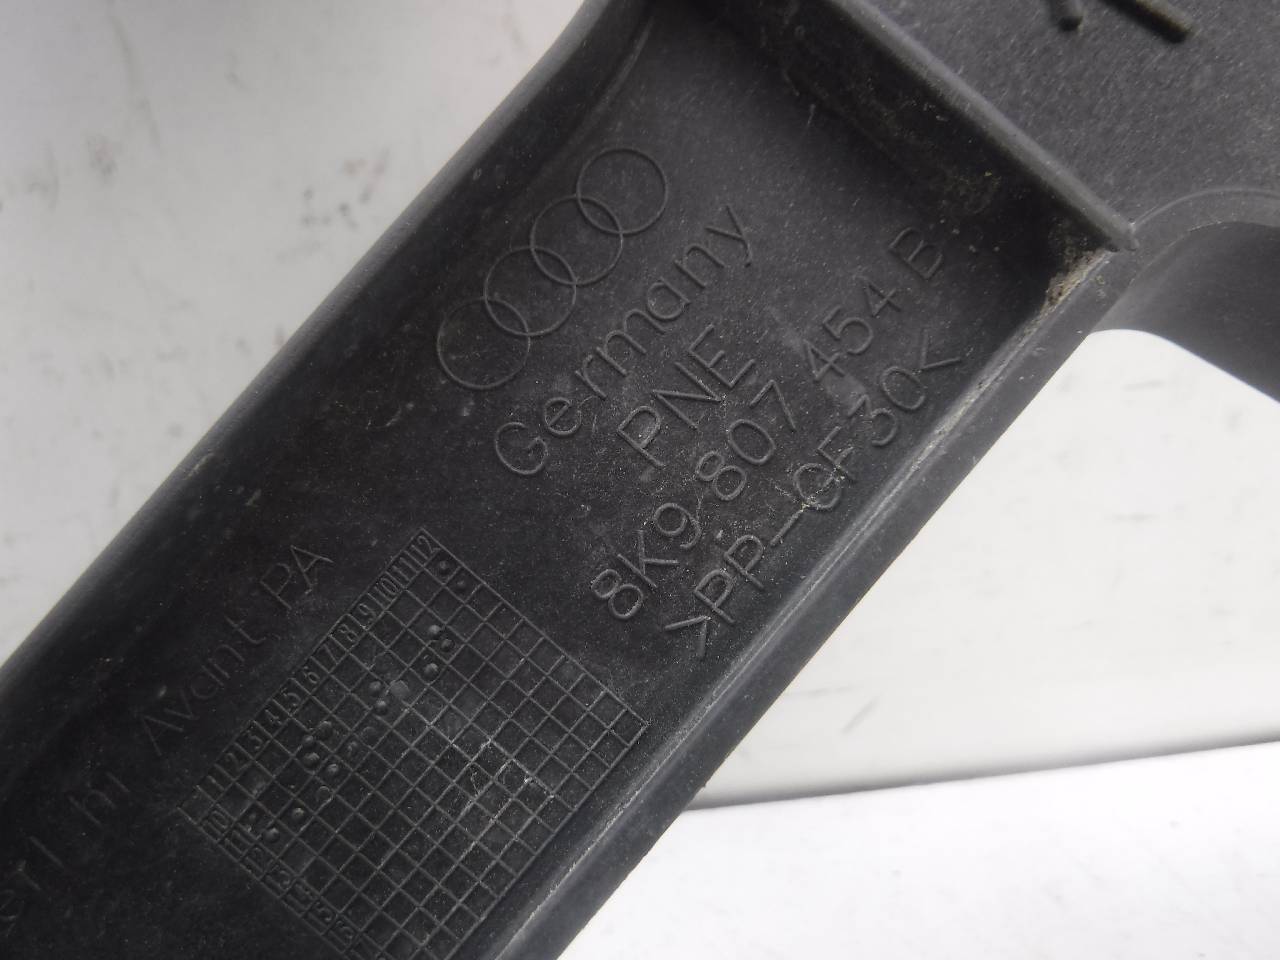 Germany
PNE
8K9 807 454 B
>PP-GF30<
hi Avant PA
1 2 3 4 5 6 7 8 9 10 11 12